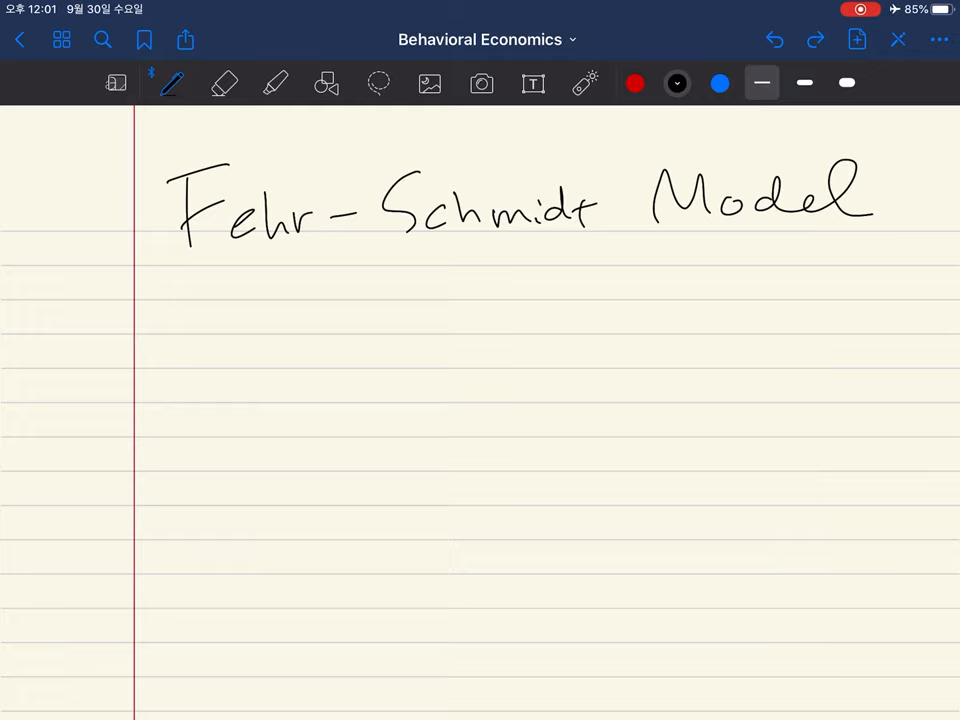 오후 12:01 9월 30일 수요일 85%
Behavioral Economics
T
Fehr-Schmidt Model